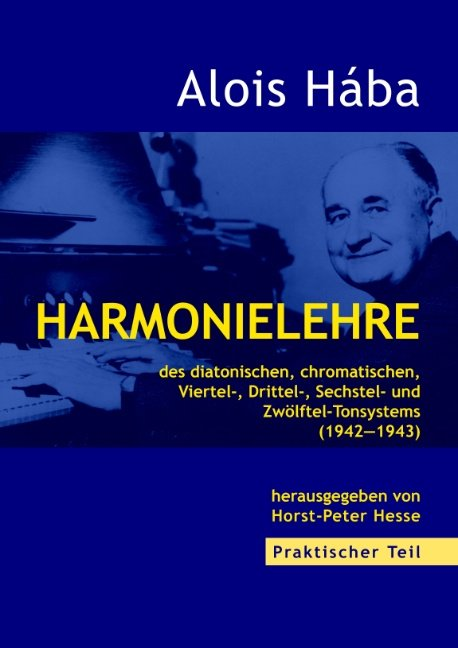 Alois Hába
HARMONIELEHRE
des diatonischen, chromatischen,
Viertel-, Drittel-, Sechstel- und
Zwölftel-Tonsystems
(1942—1943)
herausgegeben von
Horst-Peter Hesse
Praktischer Teil